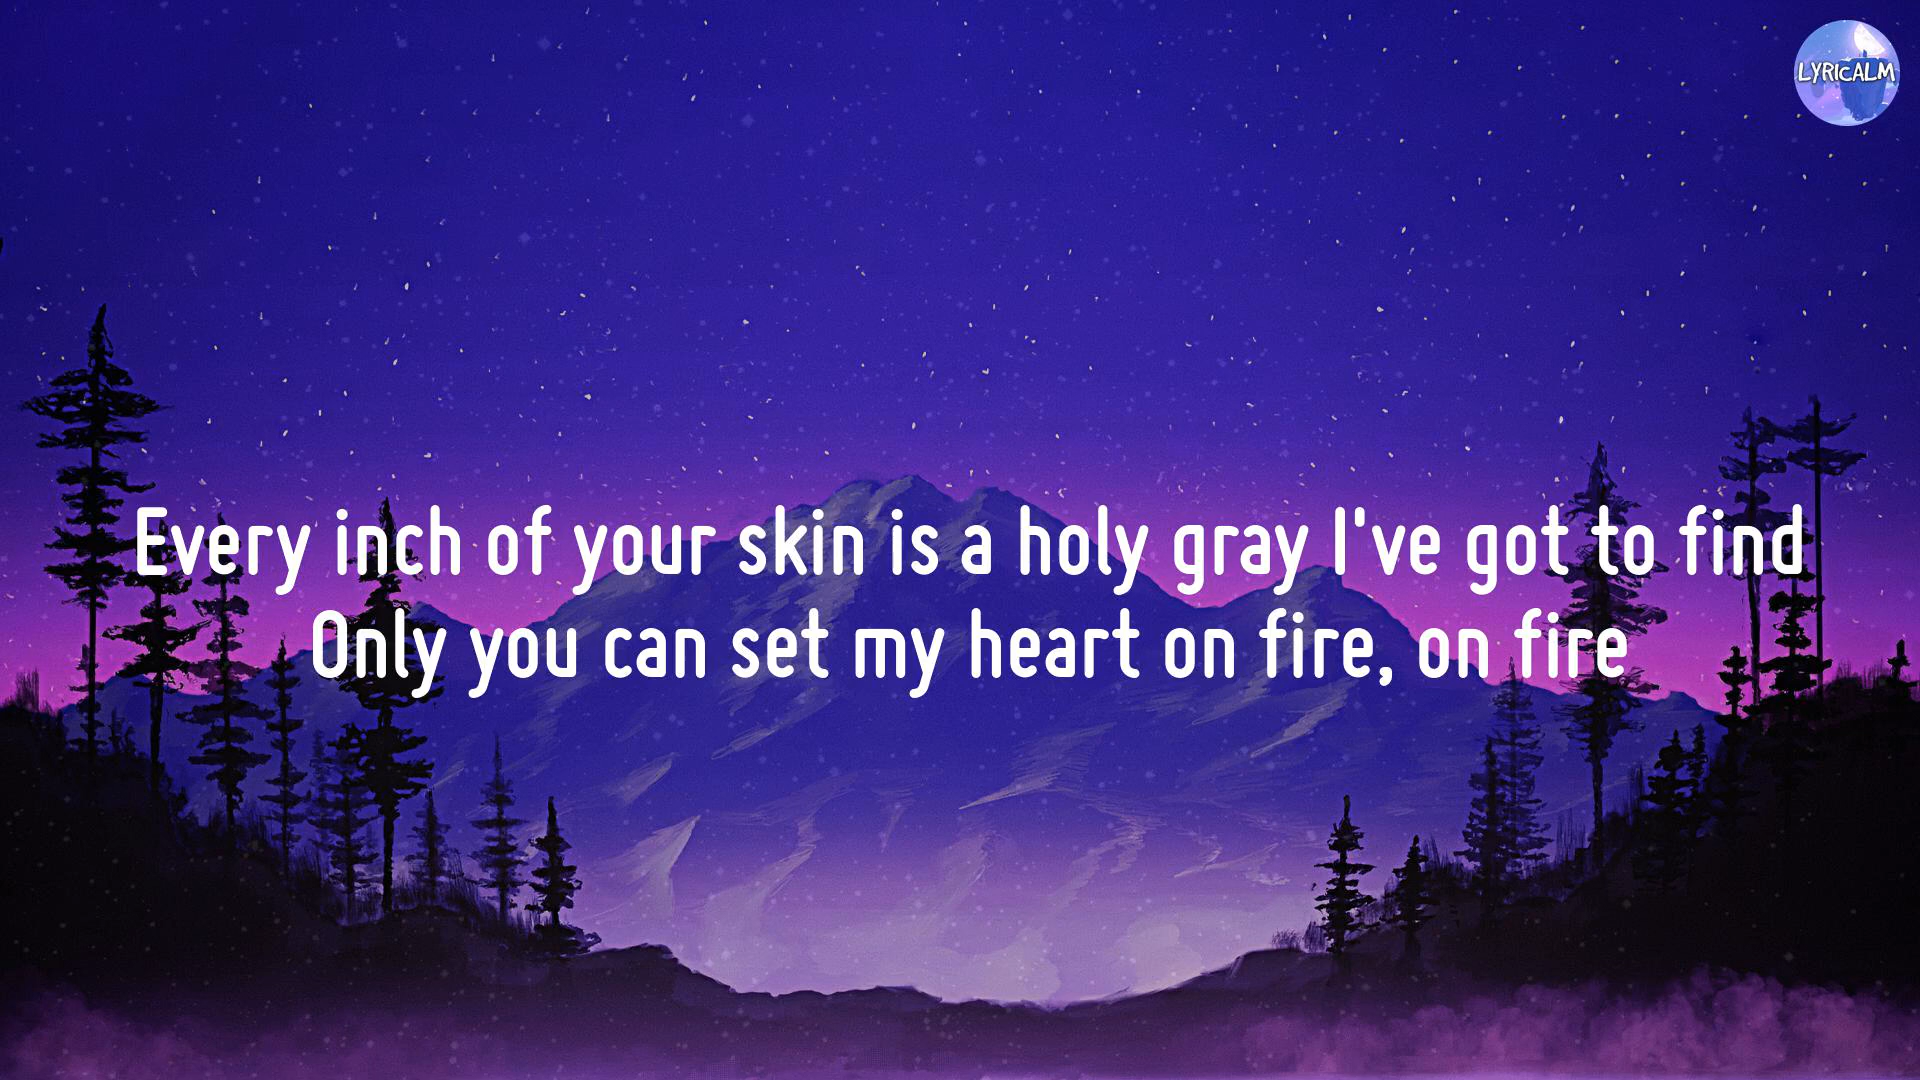 LYRICALM
Every inch of your skin is a holy gray I've got to find
Only you can set my heart on fire, on fire